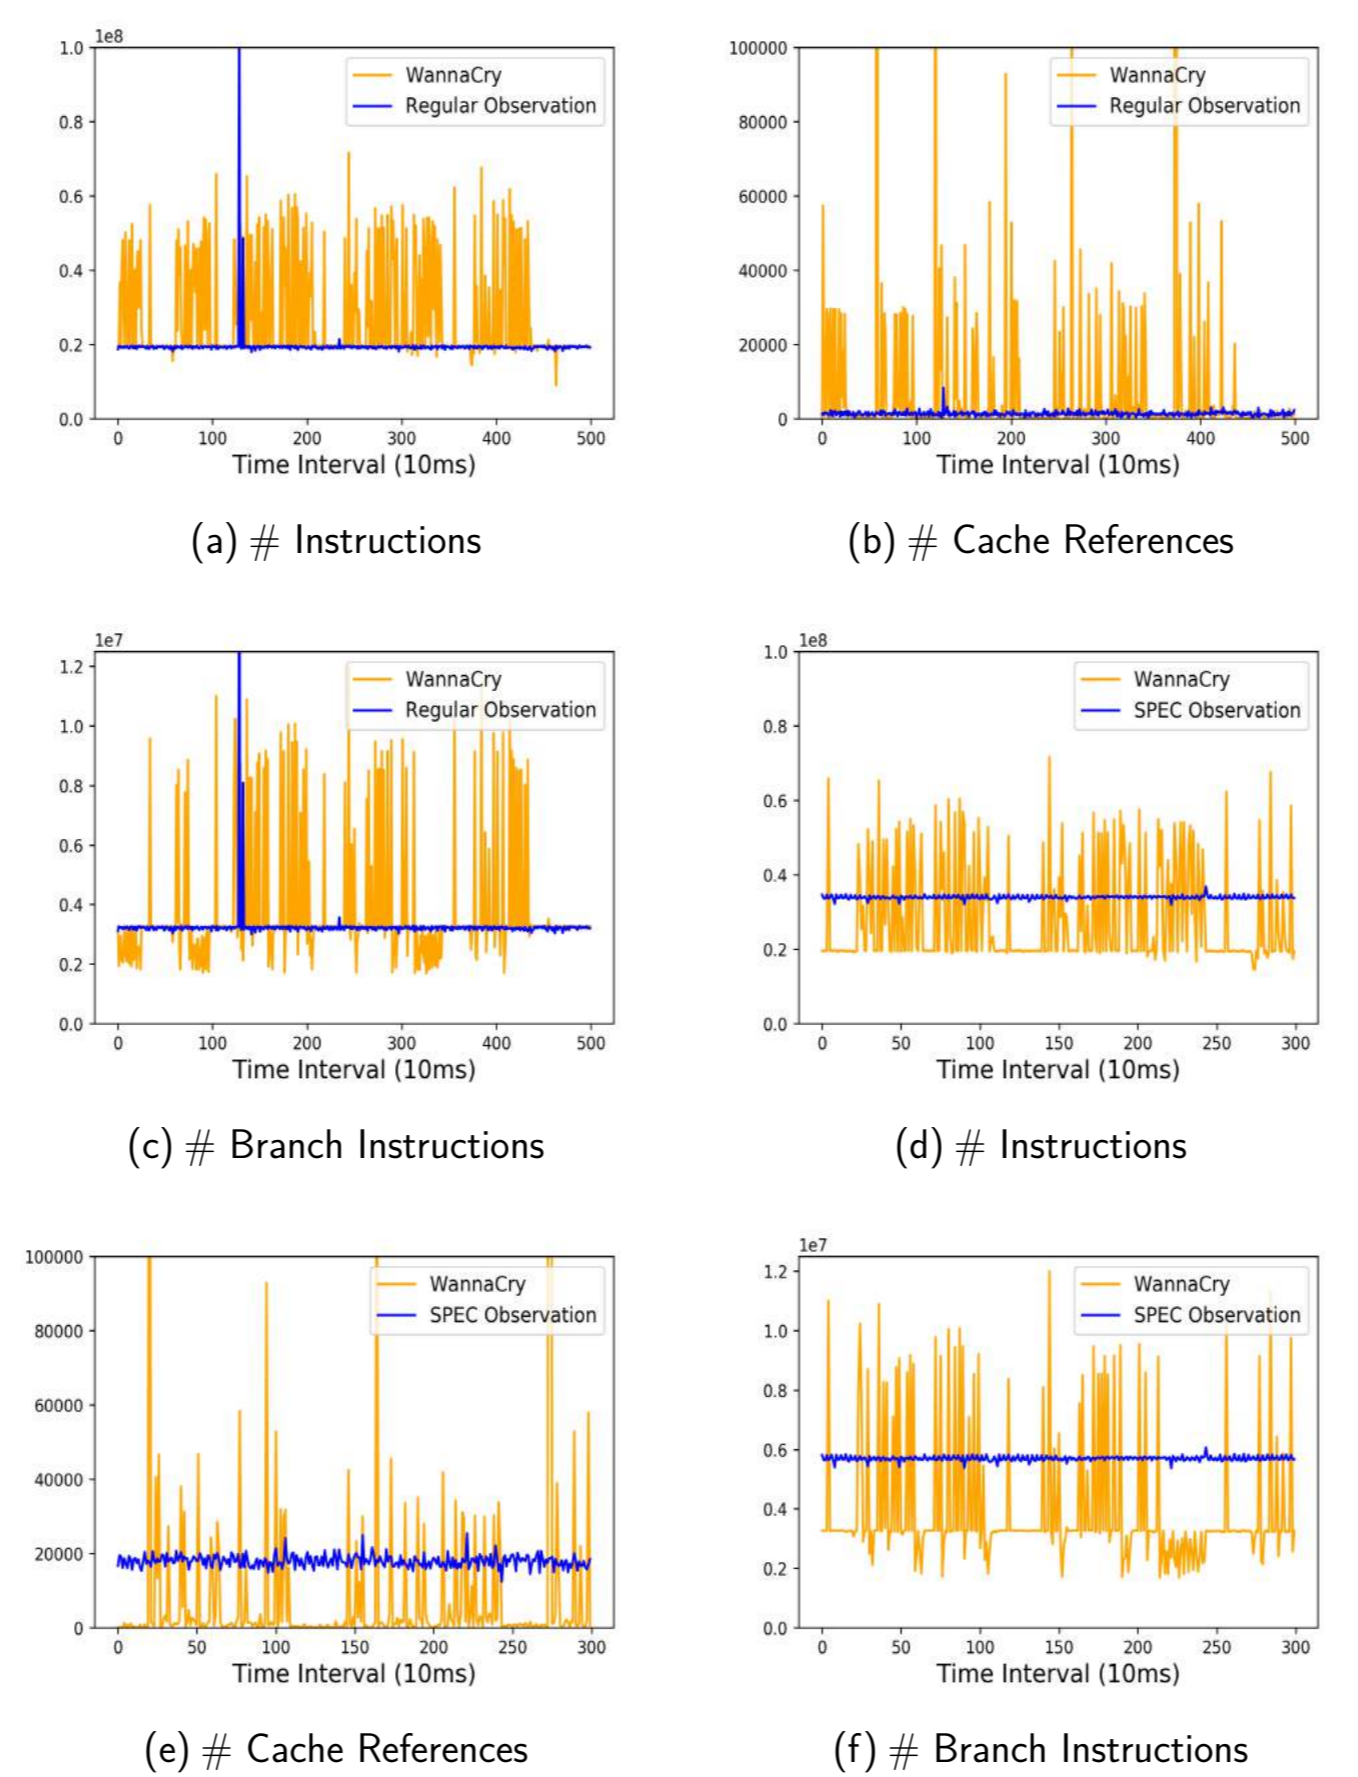 1e8
1.0
0.8
0.6
0.4
0.2
0.0
WannaCry
Regular Observation
0 100 200 300 400 500
Time Interval (10ms)
(a) # Instructions
100000
80000
60000
40000
20000
0
WannaCry
Regular Observation
0 100 200 300 400 500
Time Interval (10ms)
(b) # Cache References
1e7
1.2
1.0
0.8
0.6
0.4
0.2
0.0
WannaCry
Regular Observation
0 100 200 300 400 500
Time Interval (10ms)
(c) # Branch Instructions
1e8
1.0
0.8
0.6
0.4
0.2
0.0
WannaCry
SPEC Observation
0 50 100 150 200 250 300
Time Interval (10ms)
(d) # Instructions
100000
80000
60000
40000
20000
0
WannaCry
SPEC Observation
0 50 100 150 200 250 300
Time Interval (10ms)
(e) # Cache References
1e7
1.2
1.0
0.8
0.6
0.4
0.2
0.0
WannaCry
SPEC Observation
0 50 100 150 200 250 300
Time Interval (10ms)
(f) # Branch Instructions